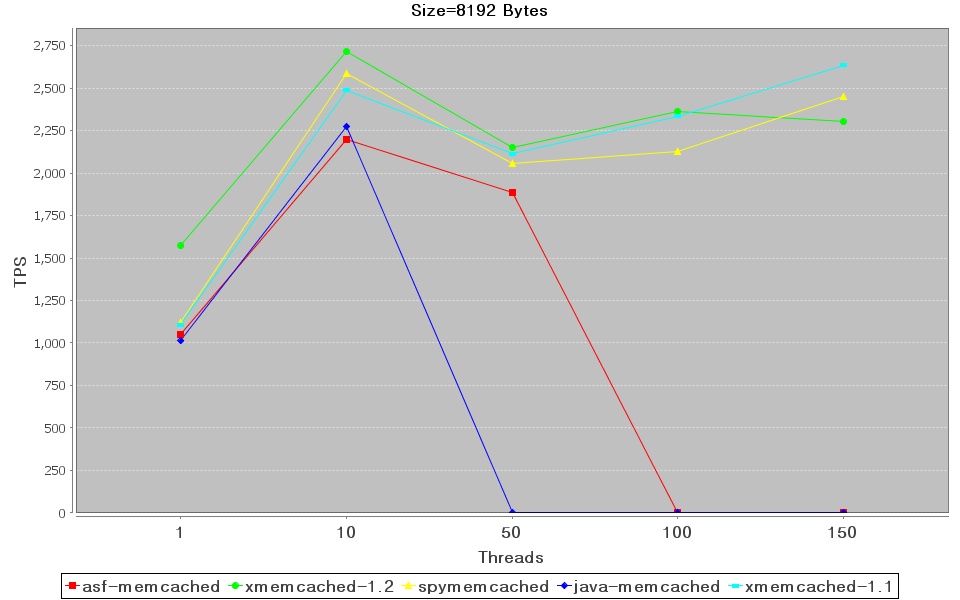 Size=8192 Bytes
2,750
2,500
2,250
2,000
1,750
1,500
1,250
1,000
750
500
250
0
TPS
1 10 50 100 150
Threads
asf-memcached xmemcached-1.2 spymemcached java-memcached xmemcached-1.1